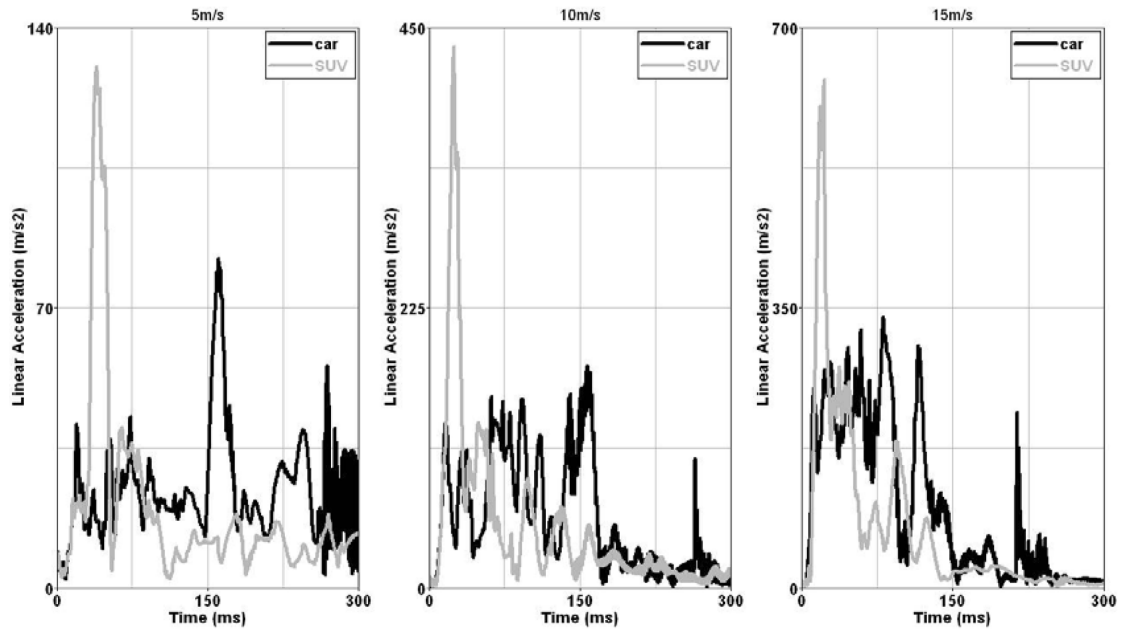 5m/s
140
car
SUV
70
Linear Acceleration (m/s2)
0
0
150
300
Time (ms)
10m/s
450
car
SUV
225
Linear Acceleration (m/s2)
0
0
150
300
Time (ms)
15m/s
700
car
SUV
350
Linear Acceleration (m/s2)
0
0
150
300
Time (ms)